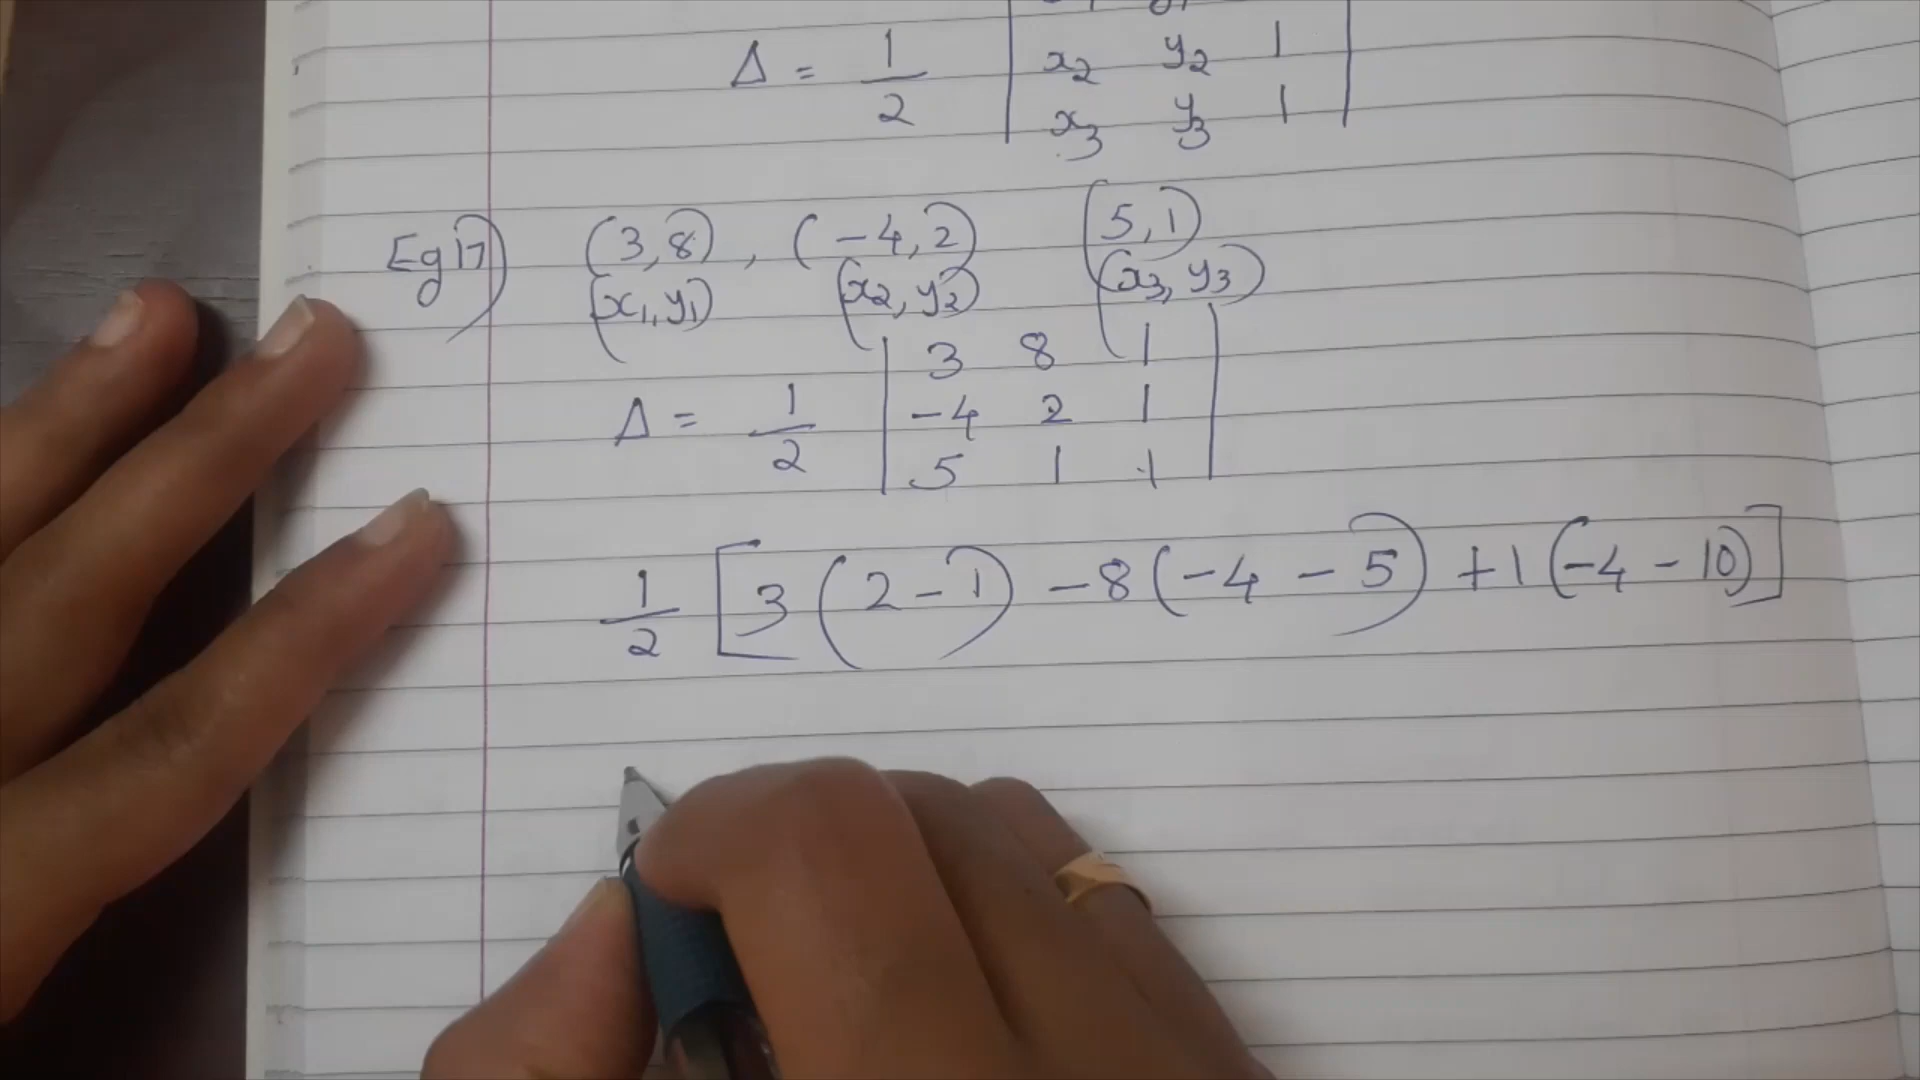 Δ = 1/2 | x2 y2 1 |
| x3 y3 1 |
Eg 17) (3,8) , (-4,2) (5,1)
(x1,y1) (x2,y2) (x3,y3)
| 3 8 1 |
Δ = 1/2 | -4 2 1 |
| 5 1 1 |
1/2 [3(2-1) -8(-4-5) +1(-4-10)]